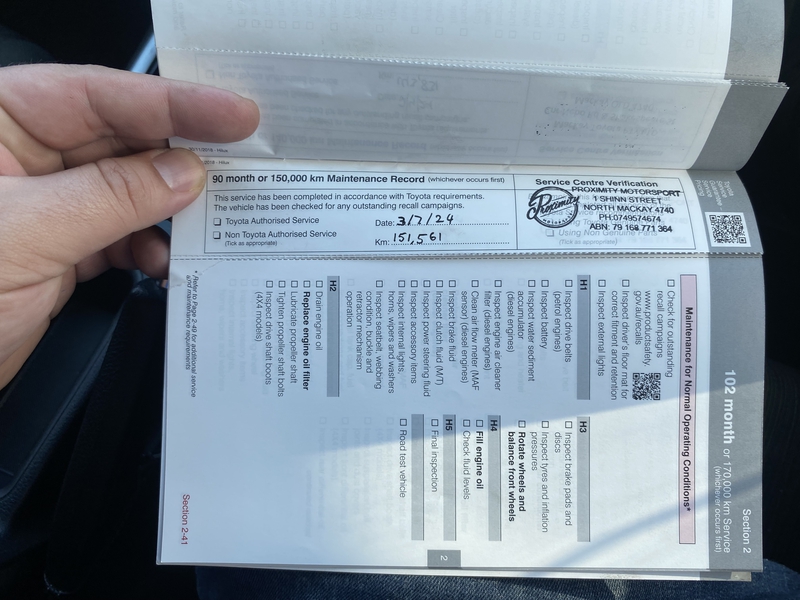 90 month or 150,000 km Maintenance Record (whichever occurs first)
This service has been completed in accordance with Toyota requirements.
The vehicle has been checked for any outstanding recall campaigns.
☐ Toyota Authorised Service
☐ Non Toyota Authorised Service
(Tick as appropriate)
Date: 3/7/24
Km: 151,561
Service Centre Verification
Proximity
PROXIMITY MOTORSPORT
1 SHINN STREET
NORTH MACKAY 4740
PH:0749574674
ABN: 79 168 771 364
Section 2
102 month or 170,000 km Service
(whichever occurs first)
Maintenance for Normal Operating Conditions*
☐ Check for outstanding
recall campaigns
www.productsafety.
gov.au/recalls
☐ Inspect driver's floor mat for
correct fitment and retention
☐ Inspect external lights
H1
☐ Inspect drive belts
(petrol engines)
☐ Inspect battery
☐ Inspect water sediment
accumulator
(diesel engines)
☐ Inspect engine air cleaner
filter (diesel engines)
☐ Clean air flow meter (MAF
sensor) (diesel engines)
☐ Inspect brake fluid
☐ Inspect clutch fluid (M/T)
☐ Inspect power steering fluid
☐ Inspect accessory items
☐ Inspect internal lights,
horns, wipers and washers
☐ Inspect seatbelt, webbing
condition, buckle and
retractor mechanism
operation
H2
☐ Drain engine oil
☐ Replace engine oil filter
☐ Lubricate propeller shaft
☐ Tighten propeller shaft bolts
☐ Inspect drive shaft boots
(4X4 models)
H3
☐ Inspect brake pads and
discs
☐ Inspect tyres and inflation
pressures
☐ Rotate wheels and
balance front wheels
H4
☐ Fill engine oil
☐ Check fluid levels
H5
☐ Final inspection
☐ Road test vehicle
* Refer to Page 2-49 for additional service
and maintenance requirements
Section 2-41
2